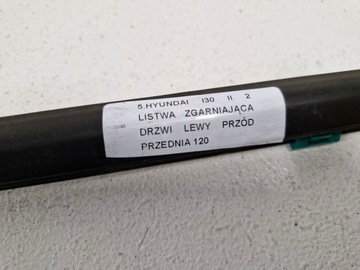 5.HYUNDAI I30 II 2
LISTWA ZGARNIAJĄCA
DRZWI LEWY PRZÓD
PRZEDNIA 120